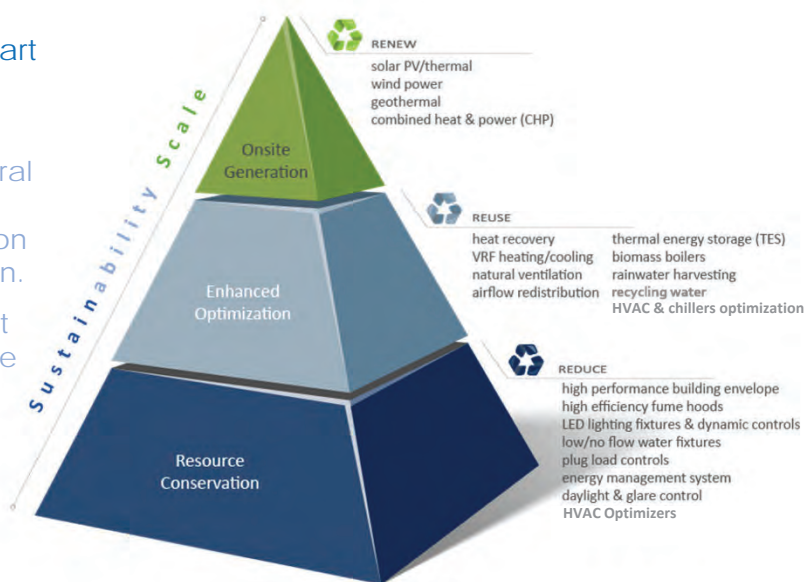 art
ral
on
n.
t
e
Sustainability Scale
RENEW
solar PV/thermal
wind power
geothermal
combined heat & power (CHP)
Onsite
Generation
REUSE
heat recovery
VRF heating/cooling
natural ventilation
airflow redistribution
thermal energy storage (TES)
biomass boilers
rainwater harvesting
recycling water
HVAC & chillers optimization
Enhanced
Optimization
REDUCE
high performance building envelope
high efficiency fume hoods
LED lighting fixtures & dynamic controls
low/no flow water fixtures
plug load controls
energy management system
daylight & glare control
HVAC Optimizers
Resource
Conservation